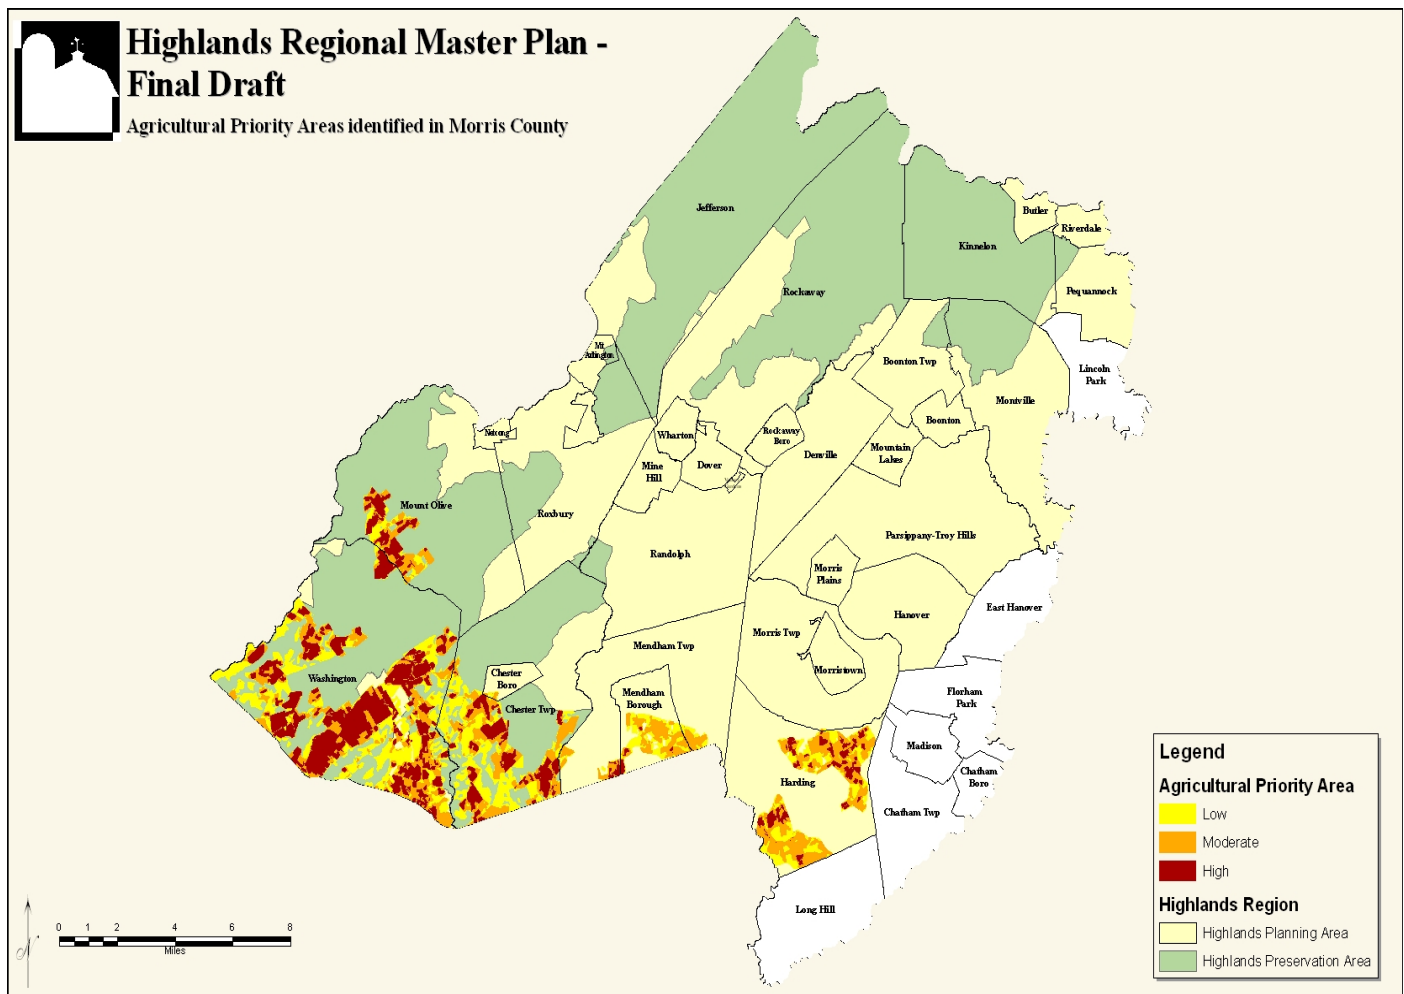 Highlands Regional Master Plan -
Final Draft
Agricultural Priority Areas identified in Morris County
Jefferson
Butler
Riverdale
Kinnelon
Pequannock
Rockaway
Mt
Arlington
Boonton Twp
Lincoln
Park
Montville
Boonton
Netcong
Wharton
Rockaway
Boro
Mountain
Lakes
Denville
Dover
Mine
Hill
Mount Olive
Roxbury
Parsippany-Troy Hills
Randolph
Morris
Plains
East Hanover
Hanover
Morris Twp
Mendham Twp
Morristown
Chester
Boro
Washington
Mendham
Borough
Florham
Park
Chester Twp
Madison
Chatham
Boro
Harding
Chatham Twp
Long Hill
Legend
Agricultural Priority Area
Low
Moderate
High
Highlands Region
Highlands Planning Area
Highlands Preservation Area
N
0 1 2 4 6 8
Miles